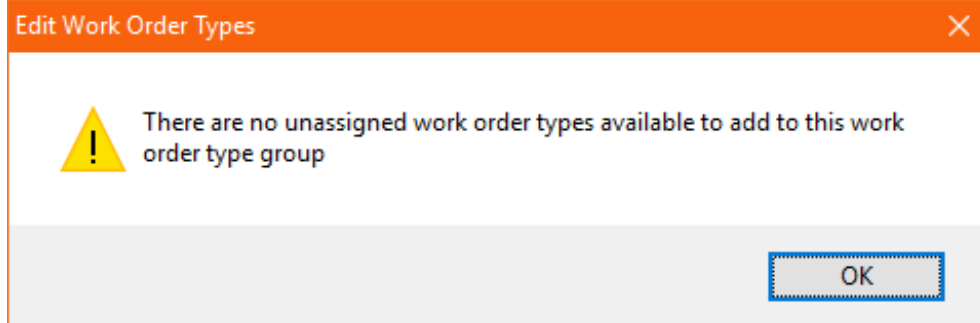 Edit Work Order Types
There are no unassigned work order types available to add to this work
order type group
OK